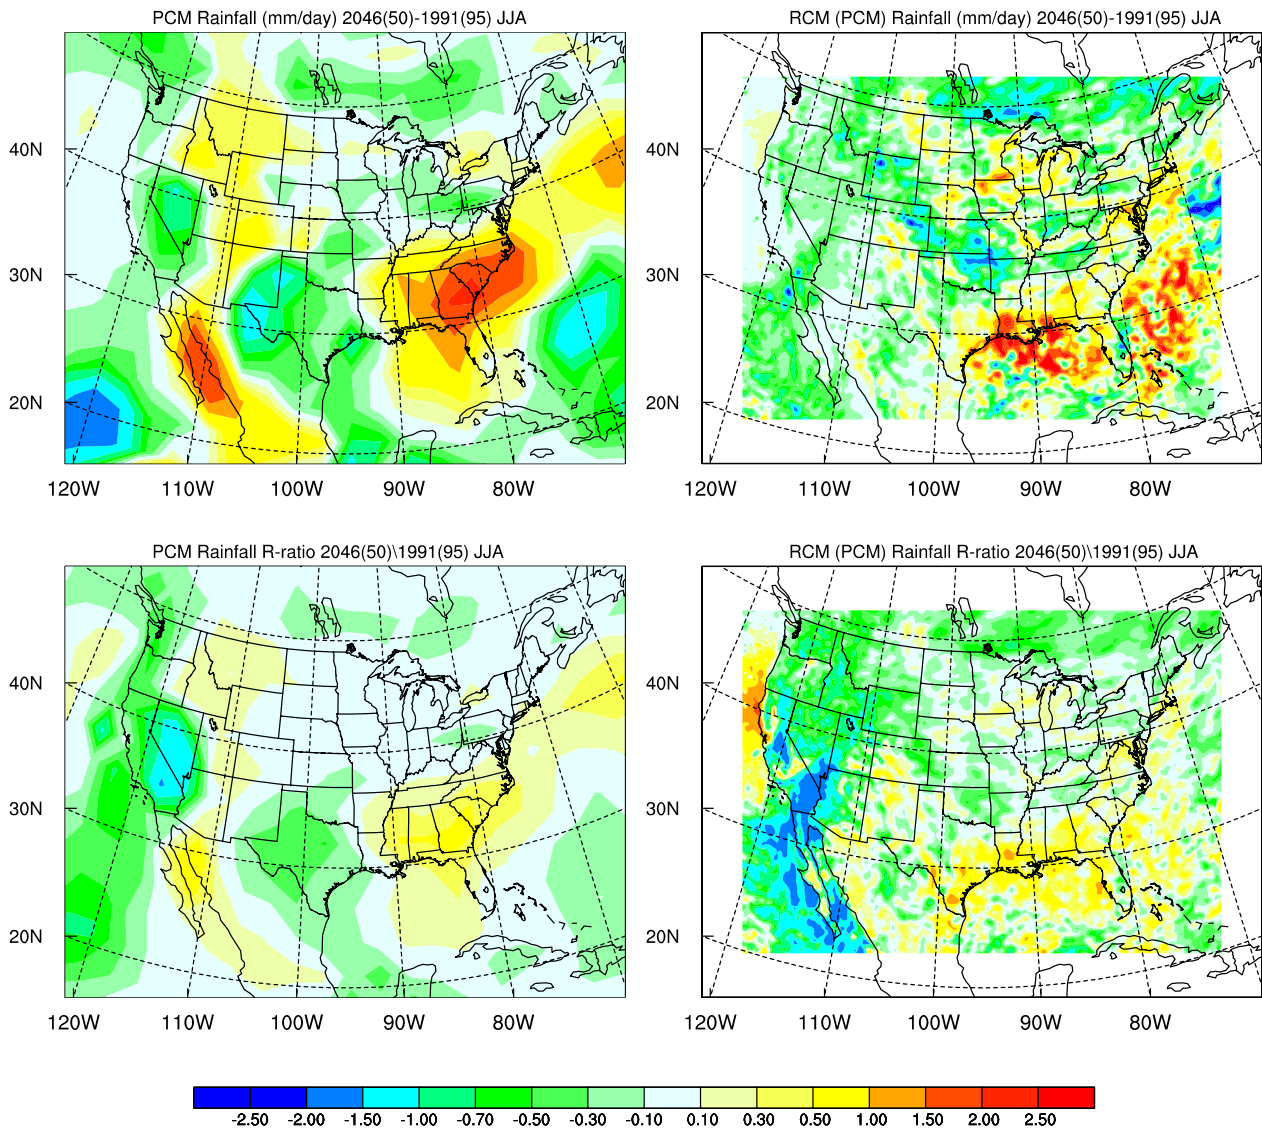 PCM Rainfall (mm/day) 2046(50)-1991(95) JJA
RCM (PCM) Rainfall (mm/day) 2046(50)-1991(95) JJA
40N
30N
20N
120W 110W 100W 90W 80W
40N
30N
20N
120W 110W 100W 90W 80W
PCM Rainfall R-ratio 2046(50)\1991(95) JJA
RCM (PCM) Rainfall R-ratio 2046(50)\1991(95) JJA
40N
30N
20N
120W 110W 100W 90W 80W
40N
30N
20N
120W 110W 100W 90W 80W
-2.50 -2.00 -1.50 -1.00 -0.70 -0.50 -0.30 -0.10 0.10 0.30 0.50 1.00 1.50 2.00 2.50